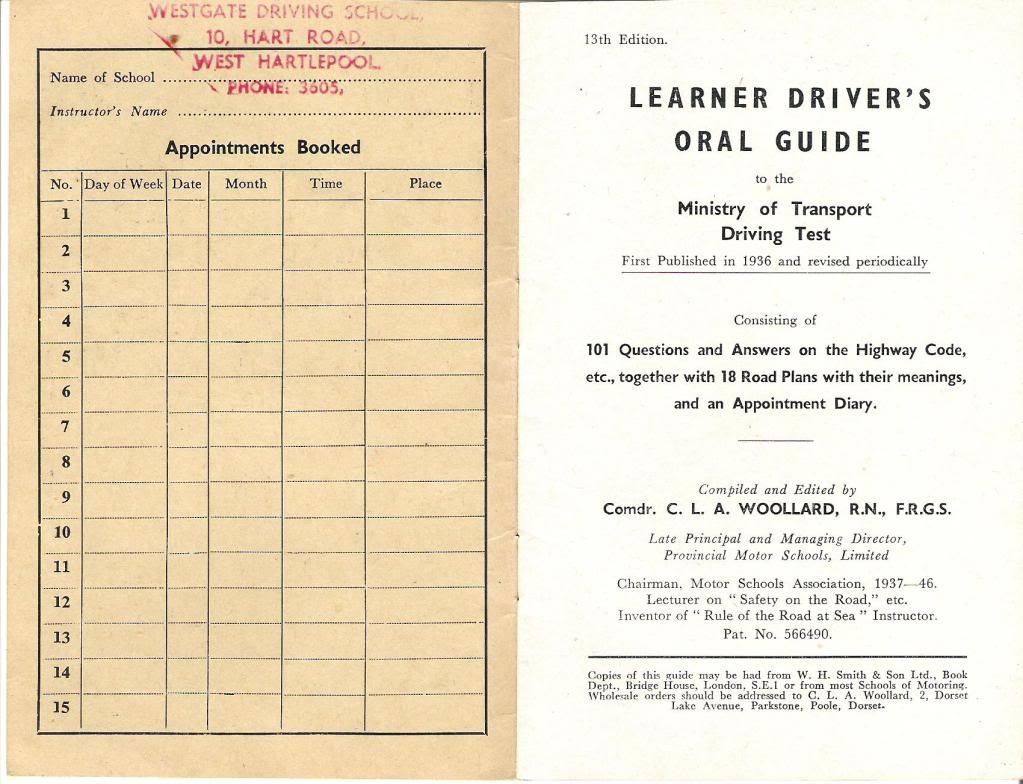 WESTGATE DRIVING SCHOOL,
10, HART ROAD,
WEST HARTLEPOOL.
PHONE: 3605,
Name of School
Instructor's Name
Appointments Booked
No. Day of Week Date Month Time Place
1
2
3
4
5
6
7
8
9
10
11
12
13
14
15
13th Edition.
LEARNER DRIVER'S
ORAL GUIDE
to the
Ministry of Transport
Driving Test
First Published in 1936 and revised periodically
Consisting of
101 Questions and Answers on the Highway Code,
etc., together with 18 Road Plans with their meanings,
and an Appointment Diary.
Compiled and Edited by
Comdr. C. L. A. WOOLLARD, R.N., F.R.G.S.
Late Principal and Managing Director,
Provincial Motor Schools, Limited
Chairman, Motor Schools Association, 1937—46.
Lecturer on " Safety on the Road," etc.
Inventor of " Rule of the Road at Sea " Instructor.
Pat. No. 566490.
Copies of this guide may be had from W. H. Smith & Son Ltd., Book
Dept., Bridge House, London, S.E.1 or from most Schools of Motoring.
Wholesale orders should be addressed to C. L. A. Woollard, 2, Dorset
Lake Avenue, Parkstone, Poole, Dorset.